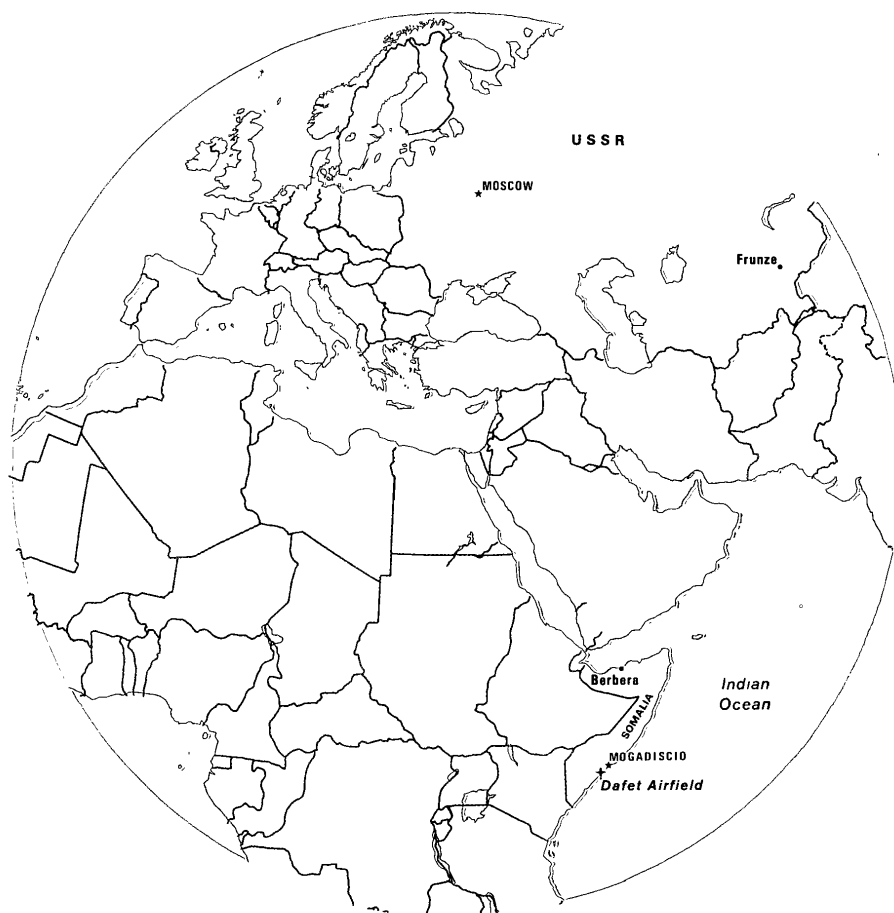 USSR
MOSCOW
Frunze
Berbera
Indian
Ocean
SOMALIA
MOGADISCIO
Dafet Airfield